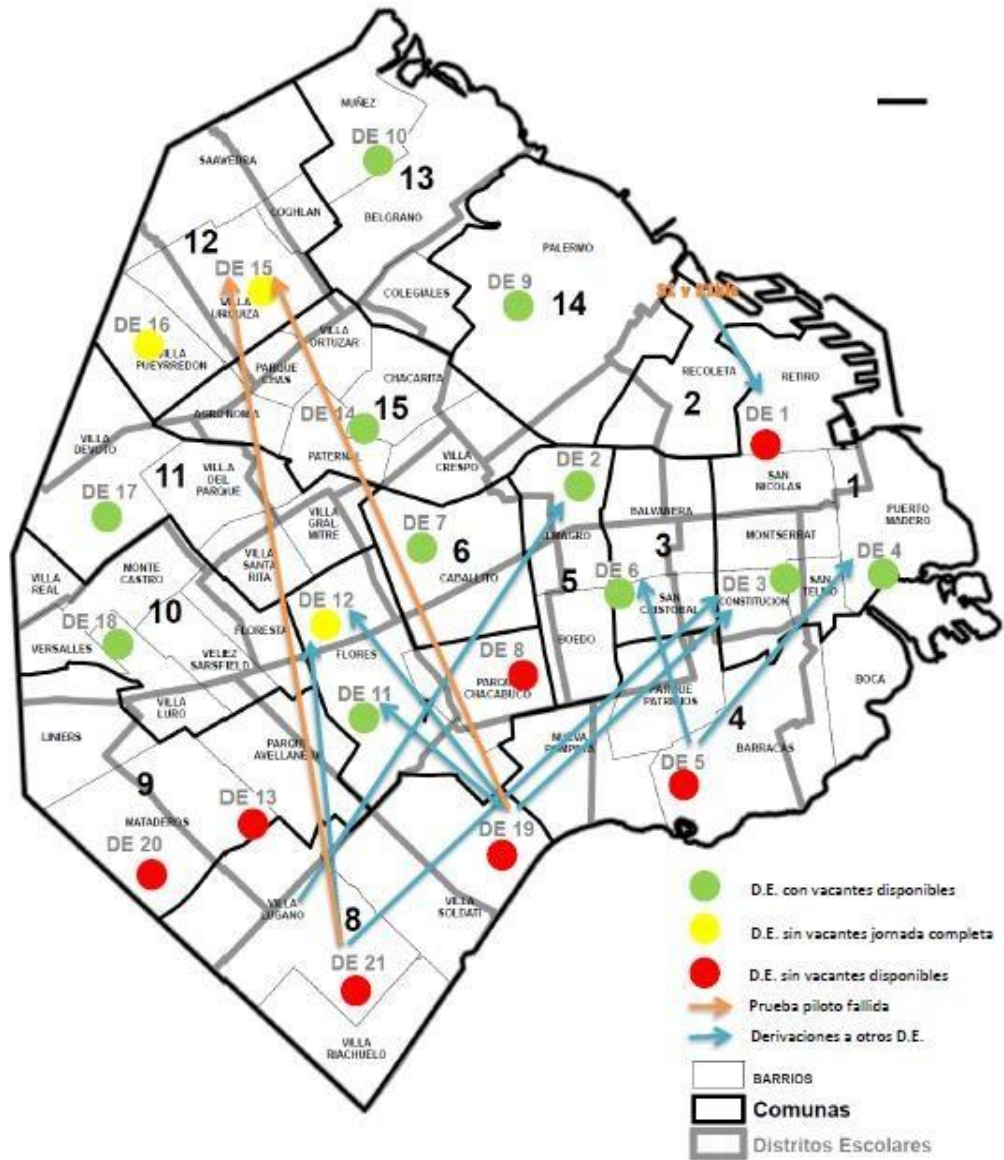 NUÑEZ
DE 10
SAAVEDRA
13
COGHLAN
BELGRANO
12
PALERMO
DE 15
COLEGIALES
DE 9
14
VILLA
URQUIZA
DE 16
VILLA
PUEYRREDON
VILLA
ORTUZAR
PARQUE
CHAS
CHACARITA
RECOLETA
RETIRO
2
AGRONOMIA
DE 14
15
DE 1
VILLA
DEVOTO
PATERNAL
VILLA
CRESPO
11
VILLA
DEL
PARQUE
DE 2
SAN
NICOLAS
1
DE 17
VILLA
GRAL.
MITRE
DE 7
BALVANERA
PUERTO
MADERO
ALMAGRO
6
3
MONTSERRAT
VILLA
SANTA
RITA
CABALLITO
DE 4
VILLA
REAL
MONTE
CASTRO
5
DE 6
DE 3
SAN
TELMO
10
DE 12
SAN
CRISTOBAL
CONSTITUCION
DE 18
VERSALLES
FLORESTA
VELEZ
SARSFIELD
FLORES
BOEDO
DE 8
PARQUE
CHACABUCO
BOCA
VILLA
LURO
DE 11
PARQUE
PATRICIOS
4
LINIERS
PARQUE
AVELLANEDA
NUEVA
POMPEYA
BARRACAS
9
DE 5
DE 13
MATADEROS
DE 19
DE 20
VILLA
LUGANO
8
VILLA
SOLDATI
DE 21
VILLA
RIACHUELO
D.E. con vacantes disponibles
D.E. sin vacantes jornada completa
D.E. sin vacantes disponibles
Prueba piloto fallida
Derivaciones a otros D.E.
BARRIOS
Comunas
Distritos Escolares